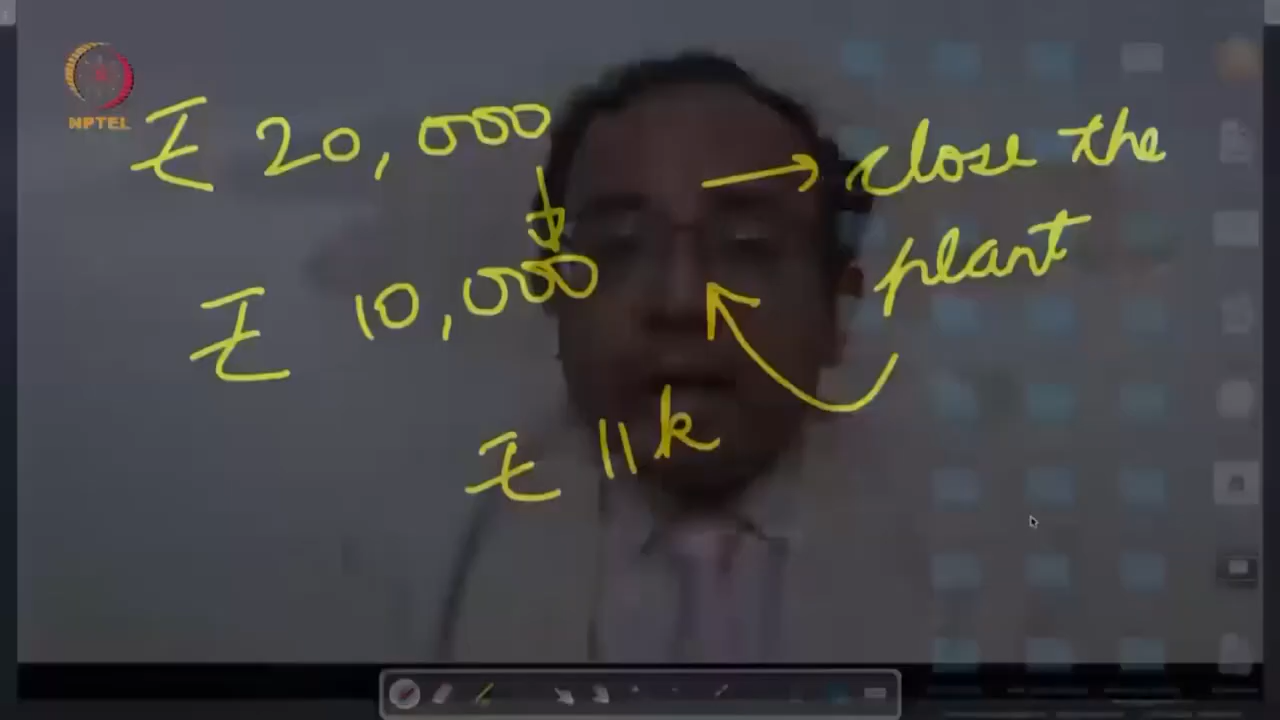 NPTEL
₹ 20,000
→ close the
plant
₹ 10,000
₹ 11k